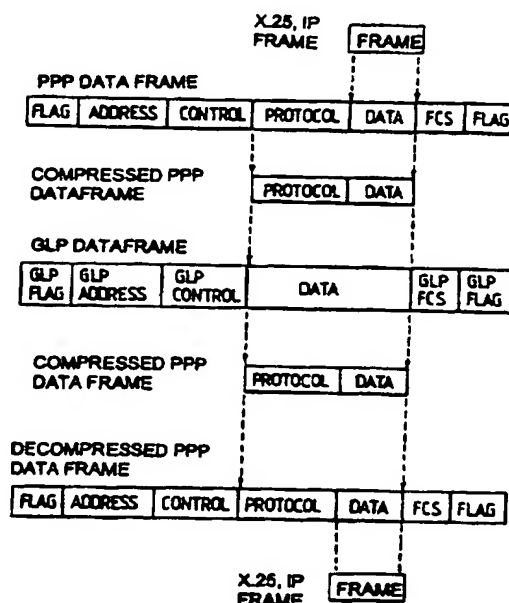 X.25, IP
FRAME
FRAME
PPP DATA FRAME
FLAG ADDRESS CONTROL PROTOCOL DATA FCS FLAG
COMPRESSED PPP
DATAFRAME
PROTOCOL DATA
GLP DATAFRAME
GLP FLAG GLP ADDRESS GLP CONTROL DATA GLP FCS GLP FLAG
COMPRESSED PPP
DATA FRAME
PROTOCOL DATA
DECOMPRESSED PPP
DATA FRAME
FLAG ADDRESS CONTROL PROTOCOL DATA FCS FLAG
X.25, IP
FRAME
FRAME